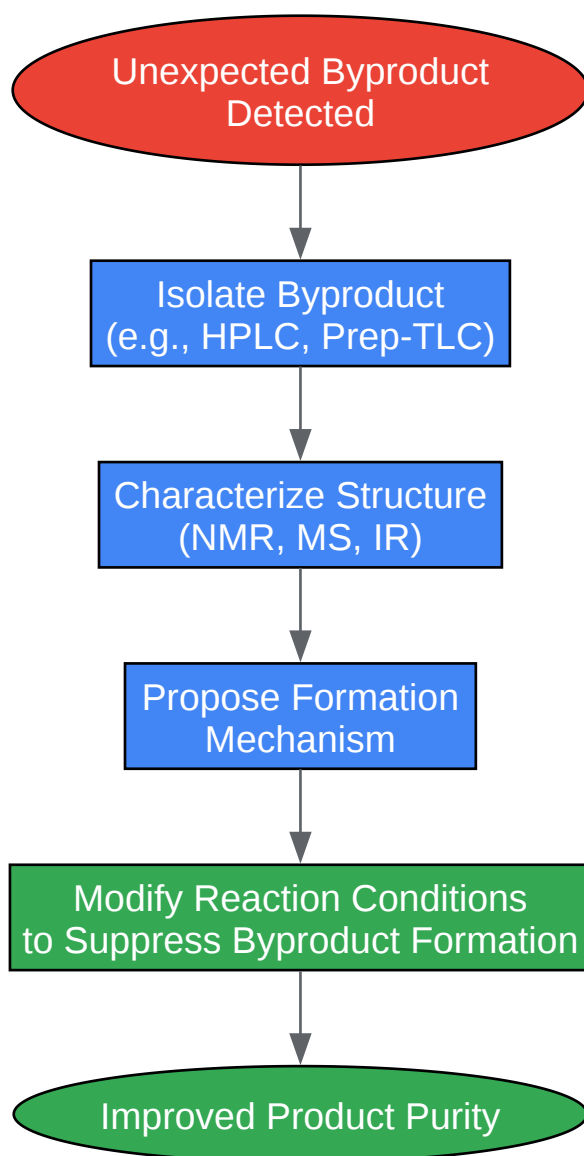 Unexpected Byproduct
Detected
Isolate Byproduct
(e.g., HPLC, Prep-TLC)
Characterize Structure
(NMR, MS, IR)
Propose Formation
Mechanism
Modify Reaction Conditions
to Suppress Byproduct Formation
Improved Product Purity